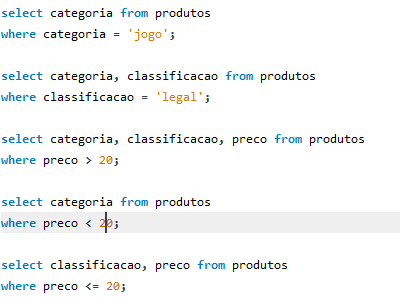 select categoria from produtos
where categoria = 'jogo';
select categoria, classificacao from produtos
where classificacao = 'legal';
select categoria, classificacao, preco from produtos
where preco > 20;
select categoria from produtos
where preco < 20;
select classificacao, preco from produtos
where preco <= 20;